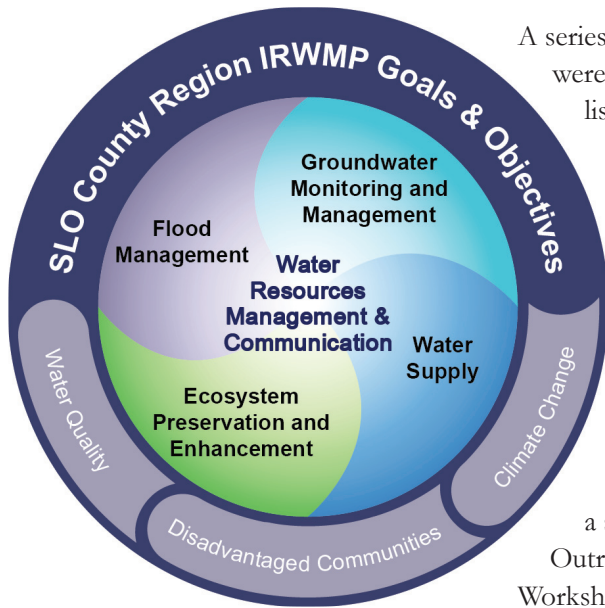 SLO County Region IRWMP Goals & Objectives
Groundwater
Monitoring and
Management
Flood
Management
Water
Resources
Management &
Communication
Water
Supply
Ecosystem
Preservation and
Enhancement
Water Quality
Disadvantaged Communities
Climate Change
A series
were
lis
a
Outr
Worksh